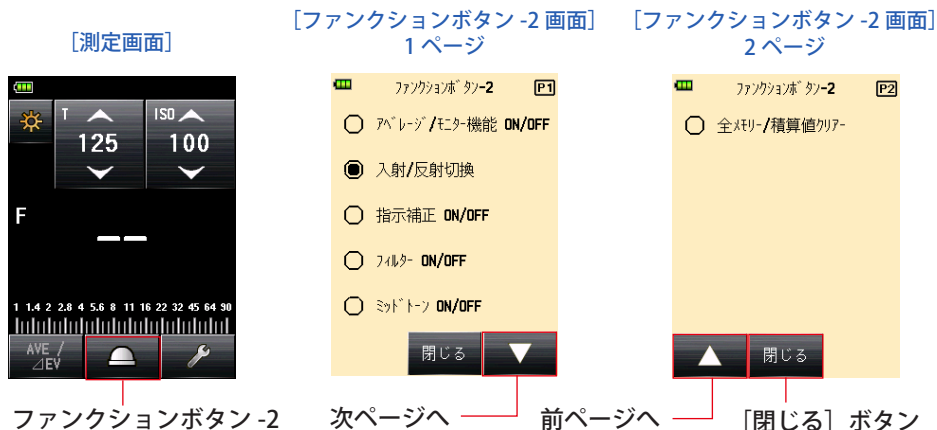 ［測定画面］
T
ISO
125
100
F
1 1.4 2 2.8 4 5.6 8 11 16 22 32 45 64 90
AVE /
⊿EV
ファンクションボタン -2
［ファンクションボタン -2 画面］
1 ページ
ﾌｧﾝｸｼｮﾝﾎﾞﾀﾝ-2
P1
ｱﾍﾞﾚｰｼﾞ/ﾓﾆﾀｰ機能 ON/OFF
入射/反射切換
指示補正 ON/OFF
ﾌｨﾙﾀｰ ON/OFF
ﾐｯﾄﾞﾄｰﾝ ON/OFF
閉じる
次ページへ
［ファンクションボタン -2 画面］
2 ページ
ﾌｧﾝｸｼｮﾝﾎﾞﾀﾝ-2
P2
全ﾒﾓﾘｰ/積算値ｸﾘｱｰ
閉じる
前ページへ
［閉じる］ボタン